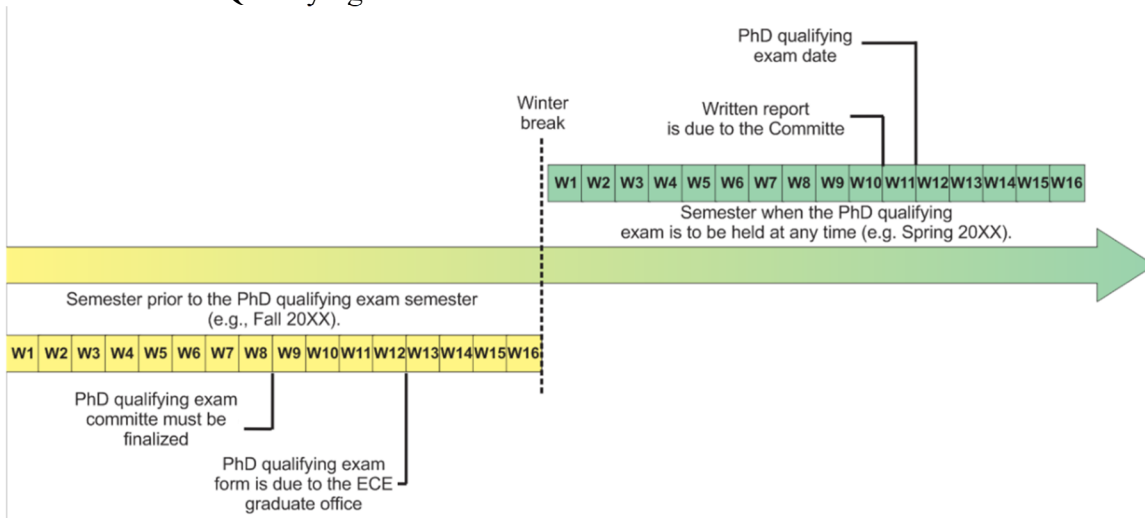 PhD qualifying
exam date
Winter
break
Written report
is due to the Committe
W1 W2 W3 W4 W5 W6 W7 W8 W9 W10 W11 W12 W13 W14 W15 W16
Semester when the PhD qualifying
exam is to be held at any time (e.g. Spring 20XX).
Semester prior to the PhD qualifying exam semester
(e.g., Fall 20XX).
W1 W2 W3 W4 W5 W6 W7 W8 W9 W10 W11 W12 W13 W14 W15 W16
PhD qualifying exam
committe must be
finalized
PhD qualifying exam
form is due to the ECE
graduate office